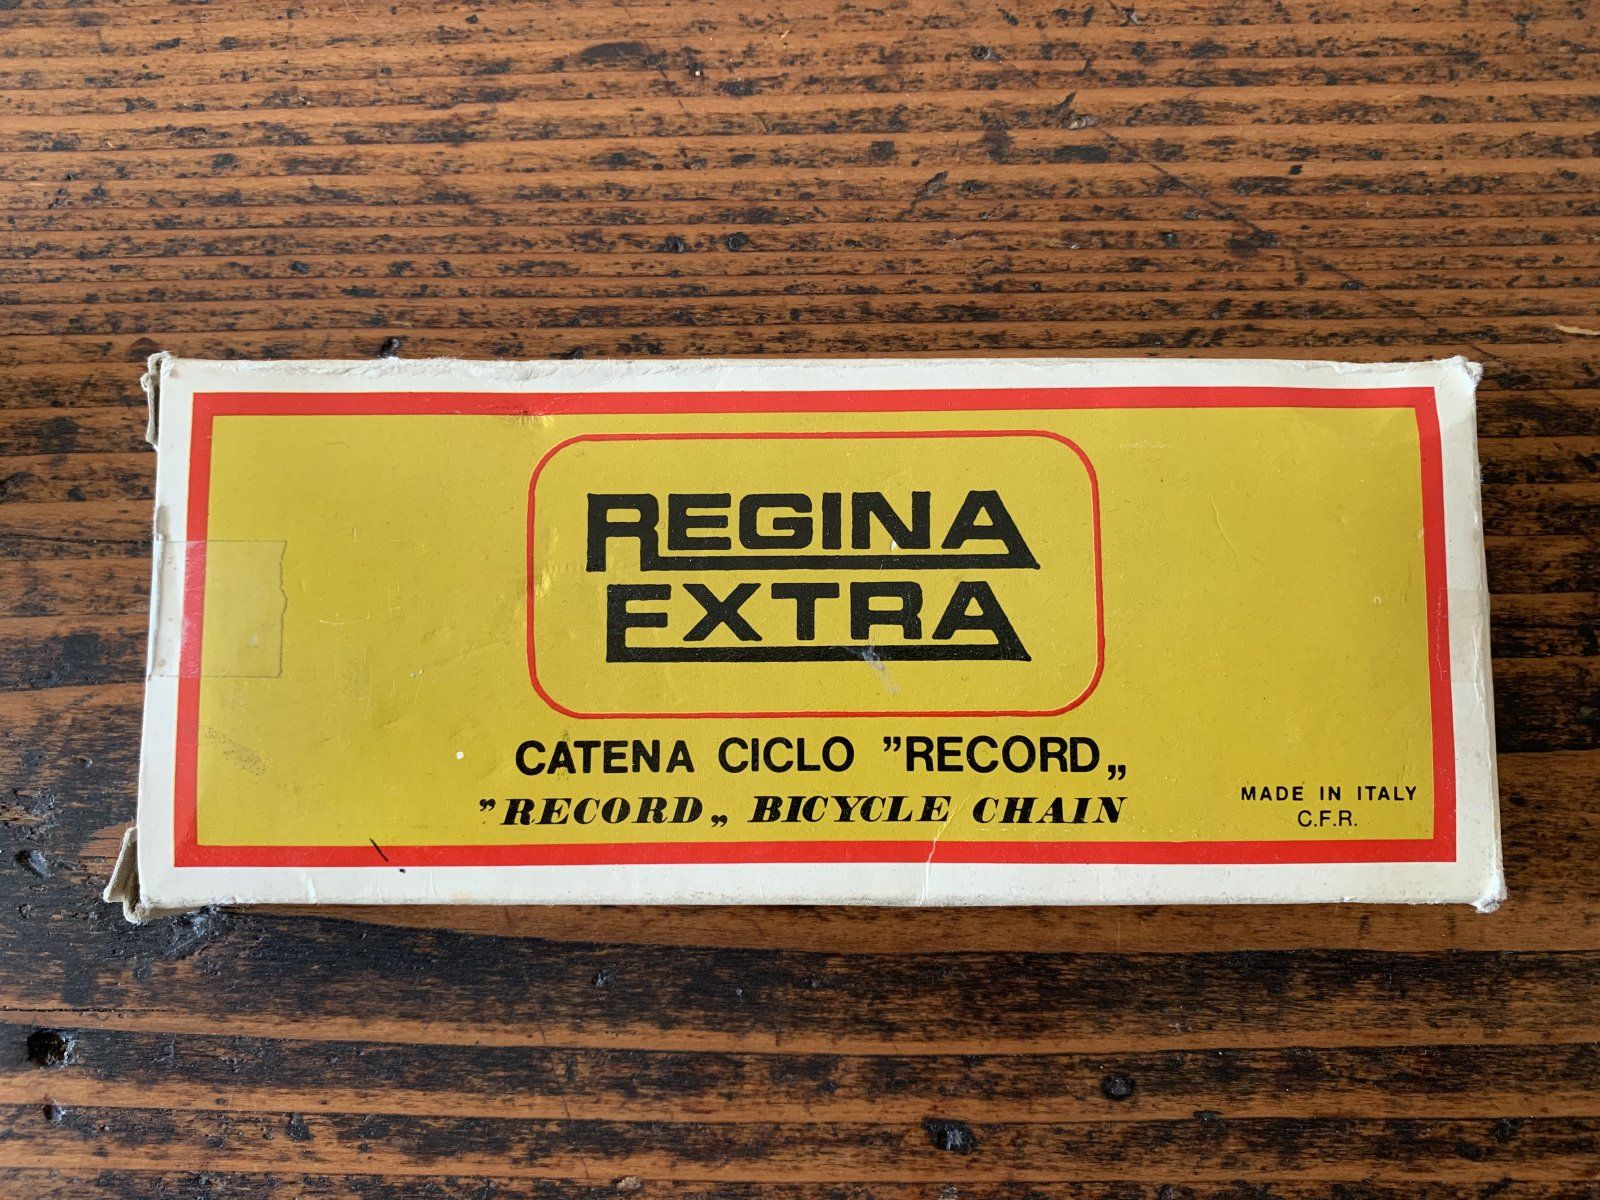 REGINA
EXTRA
CATENA CICLO ”RECORD„
”RECORD„ BICYCLE CHAIN
MADE IN ITALY
C.F.R.